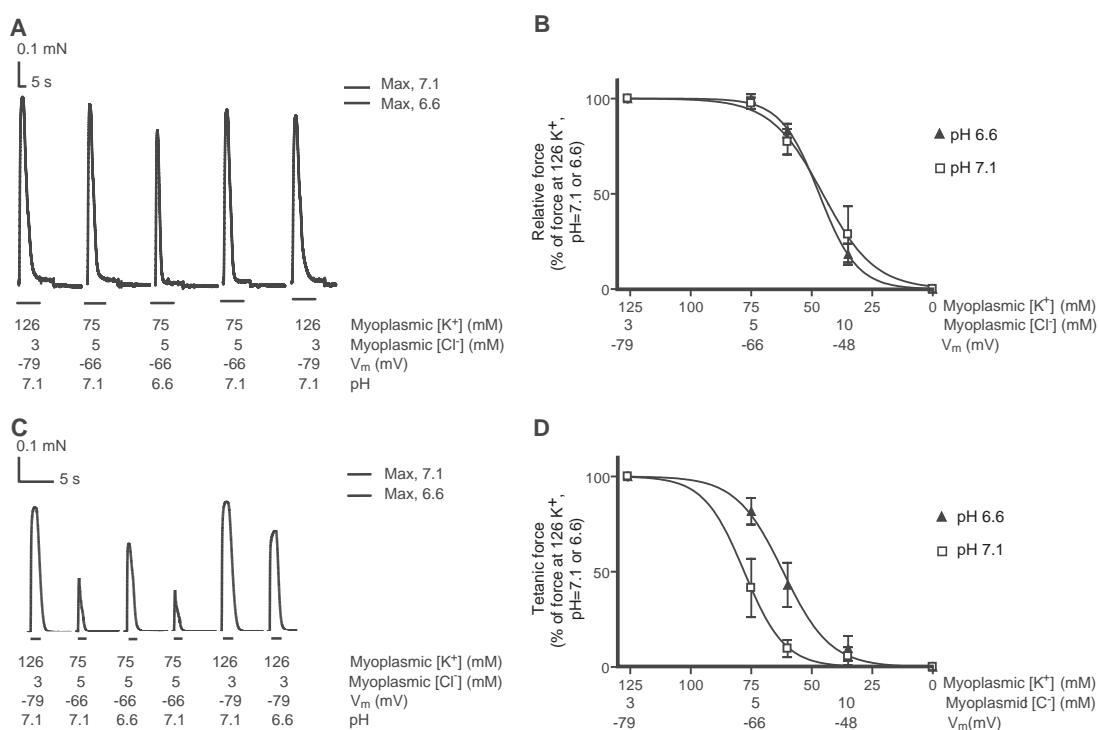 A
0.1 mN
5 s
Max, 7.1
Max, 6.6
126 75 75 75 126 Myoplasmic [K+] (mM)
3 5 5 5 3 Myoplasmic [Cl-] (mM)
-79 -66 -66 -66 -79 Vm (mV)
7.1 7.1 6.6 7.1 7.1 pH
B
Relative force
(% of force at 126 K+,
pH=7.1 or 6.6)
100
50
0
pH 6.6
pH 7.1
125 100 75 50 25 0 Myoplasmic [K+] (mM)
3 5 10 Myoplasmic [Cl-] (mM)
-79 -66 -48 Vm (mV)
C
0.1 mN
5 s
Max, 7.1
Max, 6.6
126 75 75 75 126 126 Myoplasmic [K+] (mM)
3 5 5 5 3 3 Myoplasmic [Cl-] (mM)
-79 -66 -66 -66 -79 -79 Vm (mV)
7.1 7.1 6.6 7.1 7.1 6.6 pH
D
Tetanic force
(% of force at 126 K+,
pH=7.1 or 6.6)
100
50
0
pH 6.6
pH 7.1
125 100 75 50 25 0 Myoplasmic [K+] (mM)
3 5 10 Myoplasmid [C-] (mM)
-79 -66 -48 Vm(mV)